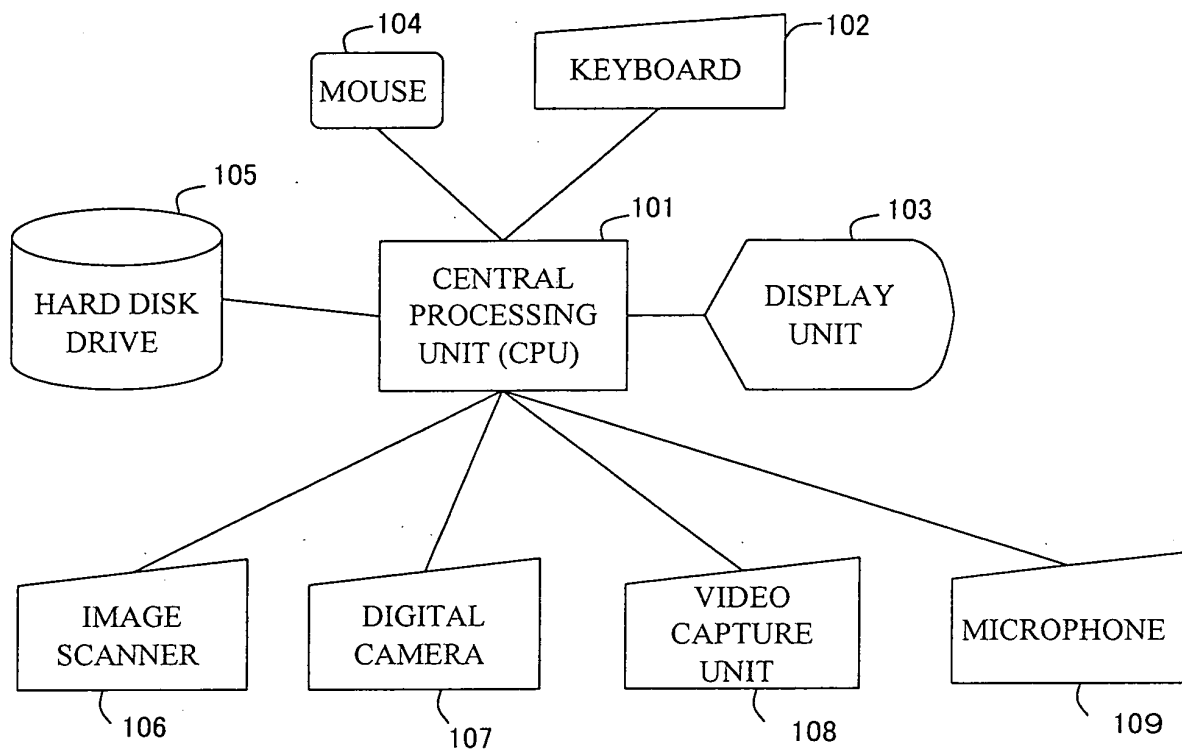 104
102
MOUSE
KEYBOARD
105
101
103
HARD DISK
DRIVE
CENTRAL
PROCESSING
UNIT (CPU)
DISPLAY
UNIT
IMAGE
SCANNER
DIGITAL
CAMERA
VIDEO
CAPTURE
UNIT
MICROPHONE
106
107
108
109